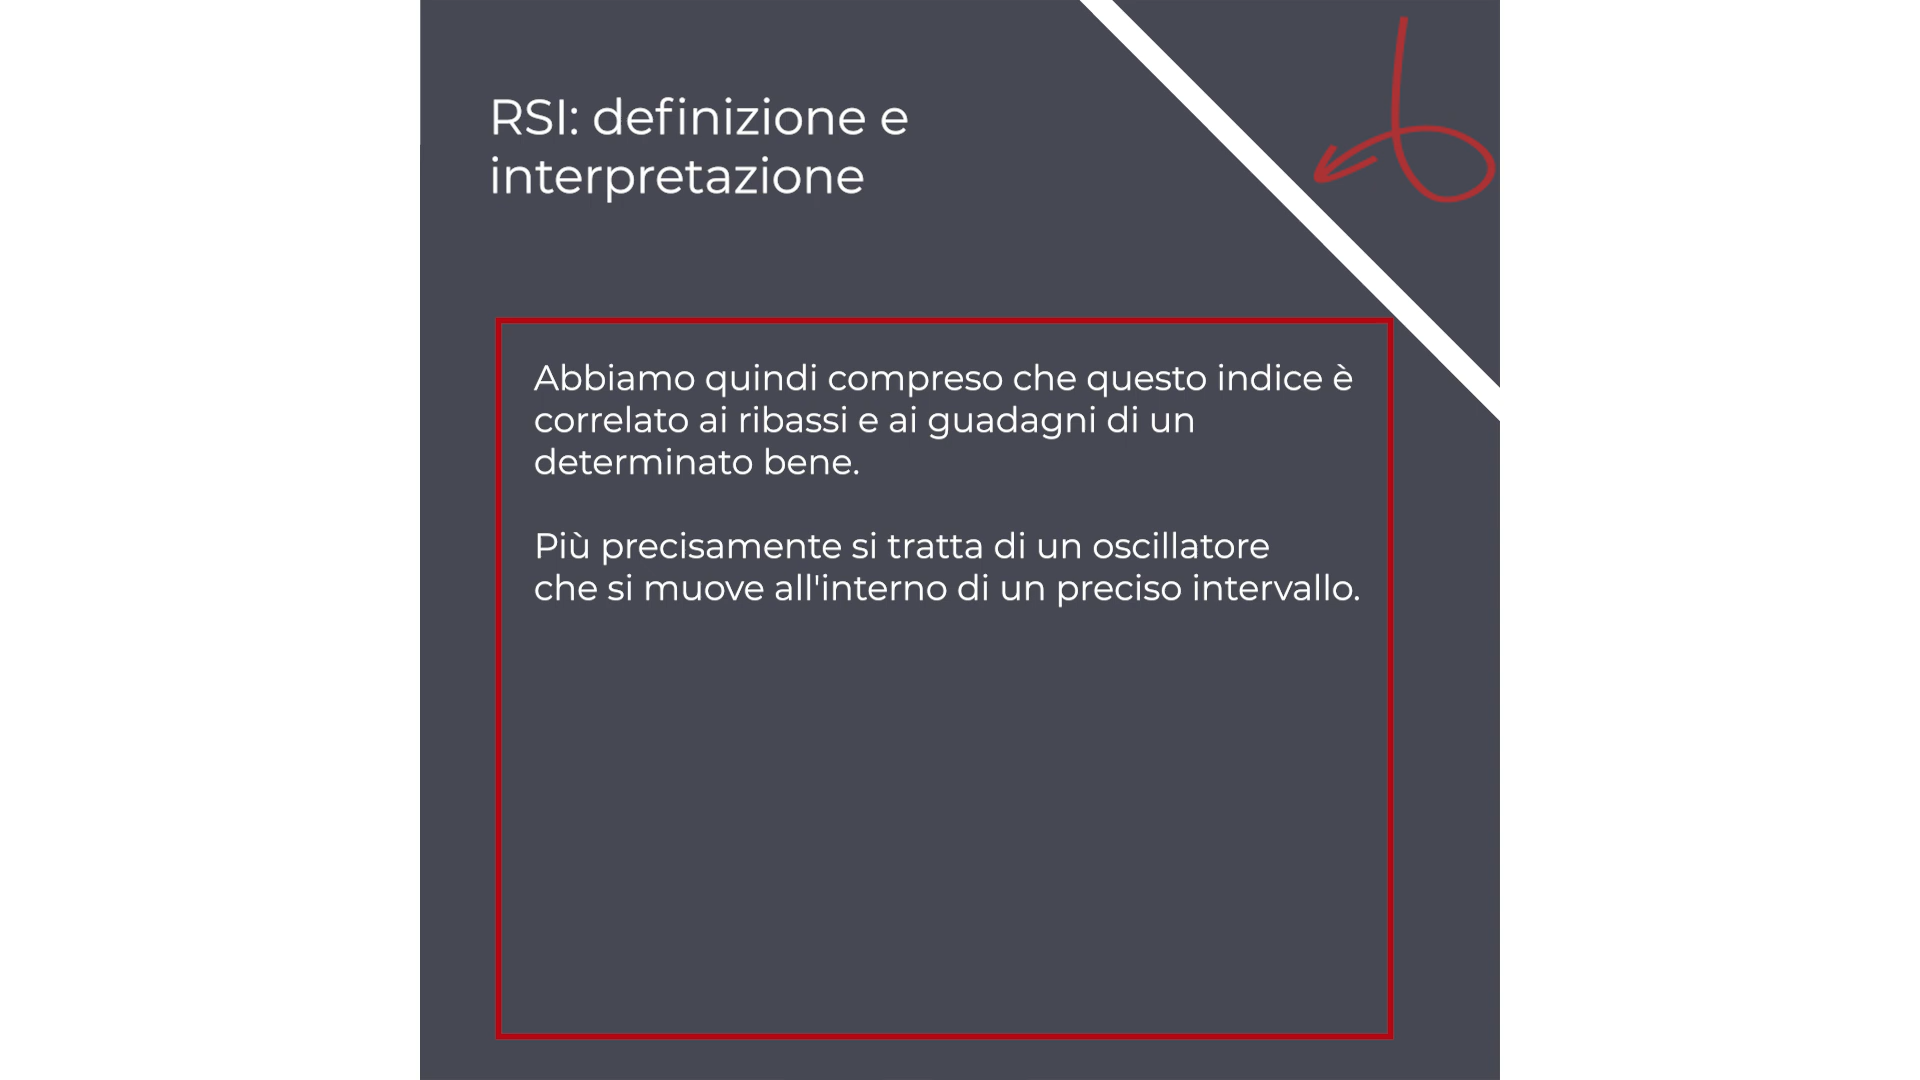 RSI: definizione e
interpretazione
Abbiamo quindi compreso che questo indice è
correlato ai ribassi e ai guadagni di un
determinato bene.
Più precisamente si tratta di un oscillatore
che si muove all'interno di un preciso intervallo.